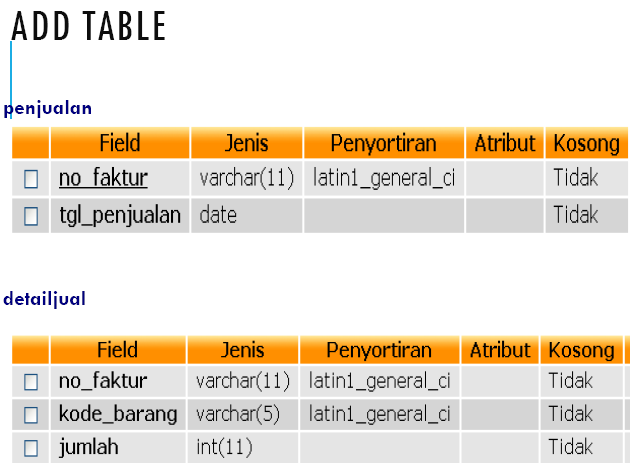 ADD TABLE
penjualan
Field Jenis Penyortiran Atribut Kosong
no_faktur varchar(11) latin1_general_ci Tidak
tgl_penjualan date Tidak
detailjual
Field Jenis Penyortiran Atribut Kosong
no_faktur varchar(11) latin1_general_ci Tidak
kode_barang varchar(5) latin1_general_ci Tidak
jumlah int(11) Tidak